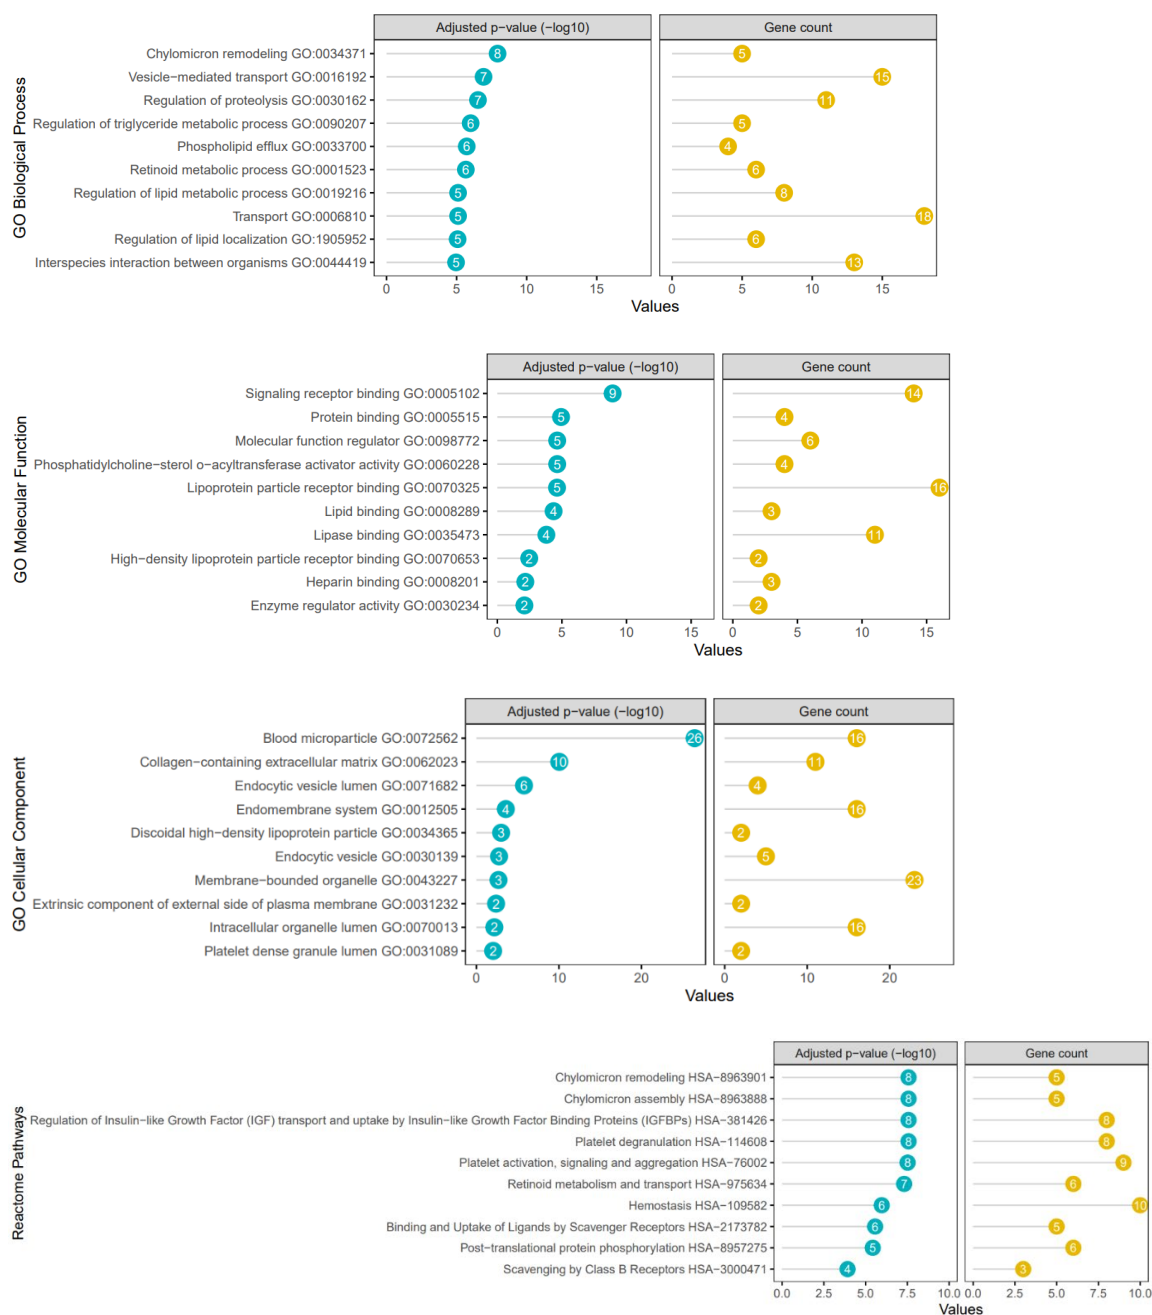 Adjusted p−value (−log10) Gene count
GO Biological Process
Chylomicron remodeling GO:0034371 8 5
Vesicle−mediated transport GO:0016192 7 15
Regulation of proteolysis GO:0030162 7 11
Regulation of triglyceride metabolic process GO:0090207 6 5
Phospholipid efflux GO:0033700 6 4
Retinoid metabolic process GO:0001523 6 6
Regulation of lipid metabolic process GO:0019216 5 8
Transport GO:0006810 5 18
Regulation of lipid localization GO:1905952 5 6
Interspecies interaction between organisms GO:0044419 5 13
0 5 10 15 0 5 10 15
Values
Adjusted p−value (−log10) Gene count
GO Molecular Function
Signaling receptor binding GO:0005102 9 14
Protein binding GO:0005515 5 4
Molecular function regulator GO:0098772 5 6
Phosphatidylcholine−sterol o−acyltransferase activator activity GO:0060228 5 4
Lipoprotein particle receptor binding GO:0070325 5 16
Lipid binding GO:0008289 4 3
Lipase binding GO:0035473 4 11
High−density lipoprotein particle receptor binding GO:0070653 2 2
Heparin binding GO:0008201 2 3
Enzyme regulator activity GO:0030234 2 2
0 5 10 15 0 5 10 15
Values
Adjusted p−value (−log10) Gene count
GO Cellular Component
Blood microparticle GO:0072562 26 16
Collagen−containing extracellular matrix GO:0062023 10 11
Endocytic vesicle lumen GO:0071682 6 4
Endomembrane system GO:0012505 4 16
Discoidal high−density lipoprotein particle GO:0034365 3 2
Endocytic vesicle GO:0030139 3 5
Membrane−bounded organelle GO:0043227 3 23
Extrinsic component of external side of plasma membrane GO:0031232 2 2
Intracellular organelle lumen GO:0070013 2 16
Platelet dense granule lumen GO:0031089 2 2
0 10 20 0 10 20
Values
Adjusted p−value (−log10) Gene count
Reactome Pathways
Chylomicron remodeling HSA−8963901 8 5
Chylomicron assembly HSA−8963888 8 5
Regulation of Insulin−like Growth Factor (IGF) transport and uptake by Insulin−like Growth Factor Binding Proteins (IGFBPs) HSA−381426 8 8
Platelet degranulation HSA−114608 8 8
Platelet activation, signaling and aggregation HSA−76002 8 9
Retinoid metabolism and transport HSA−975634 7 6
Hemostasis HSA−109582 6 10
Binding and Uptake of Ligands by Scavenger Receptors HSA−2173782 6 5
Post−translational protein phosphorylation HSA−8957275 5 6
Scavenging by Class B Receptors HSA−3000471 4 3
0.0 2.5 5.0 7.5 10.0 0.0 2.5 5.0 7.5 10.0
Values